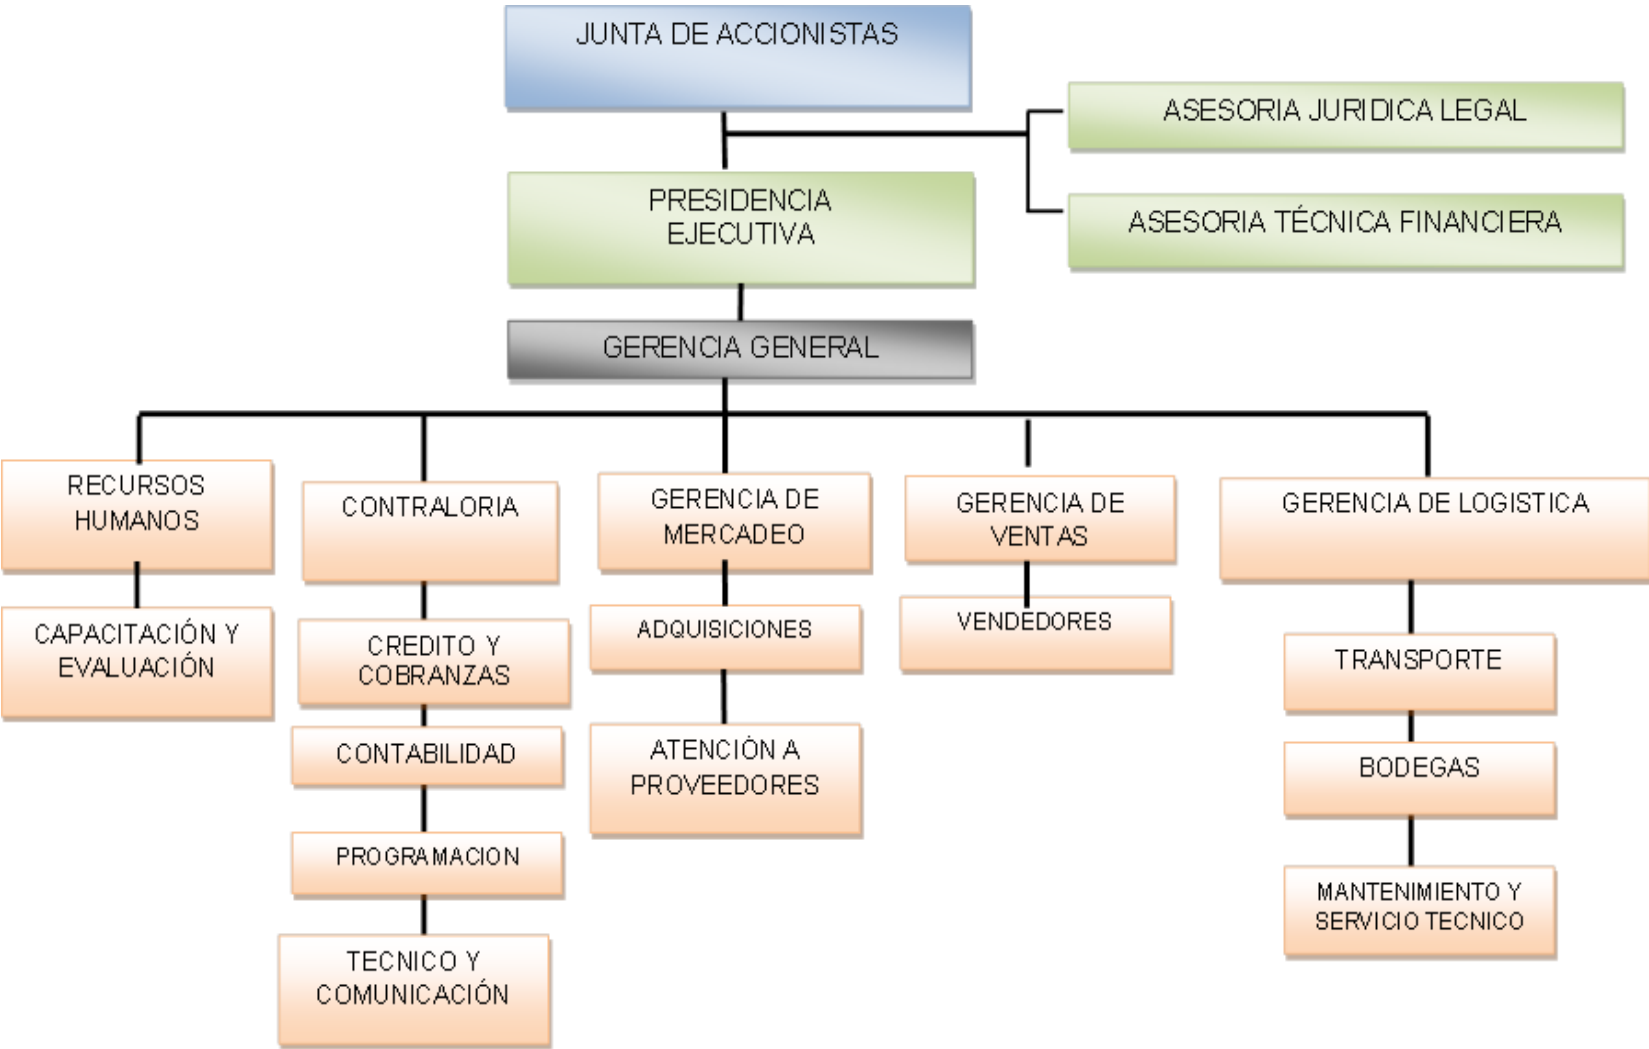 JUNTA DE ACCIONISTAS
ASESORIA JURIDICA LEGAL
PRESIDENCIA
EJECUTIVA
ASESORIA TÉCNICA FINANCIERA
GERENCIA GENERAL
RECURSOS
HUMANOS
CONTRALORIA
GERENCIA DE
MERCADEO
GERENCIA DE
VENTAS
GERENCIA DE LOGISTICA
CAPACITACIÓN Y
EVALUACIÓN
CREDITO Y
COBRANZAS
ADQUISICIONES
VENDEDORES
TRANSPORTE
CONTABILIDAD
ATENCIÓN A
PROVEEDORES
BODEGAS
PROGRAMACION
MANTENIMIENTO Y
SERVICIO TECNICO
TECNICO Y
COMUNICACIÓN